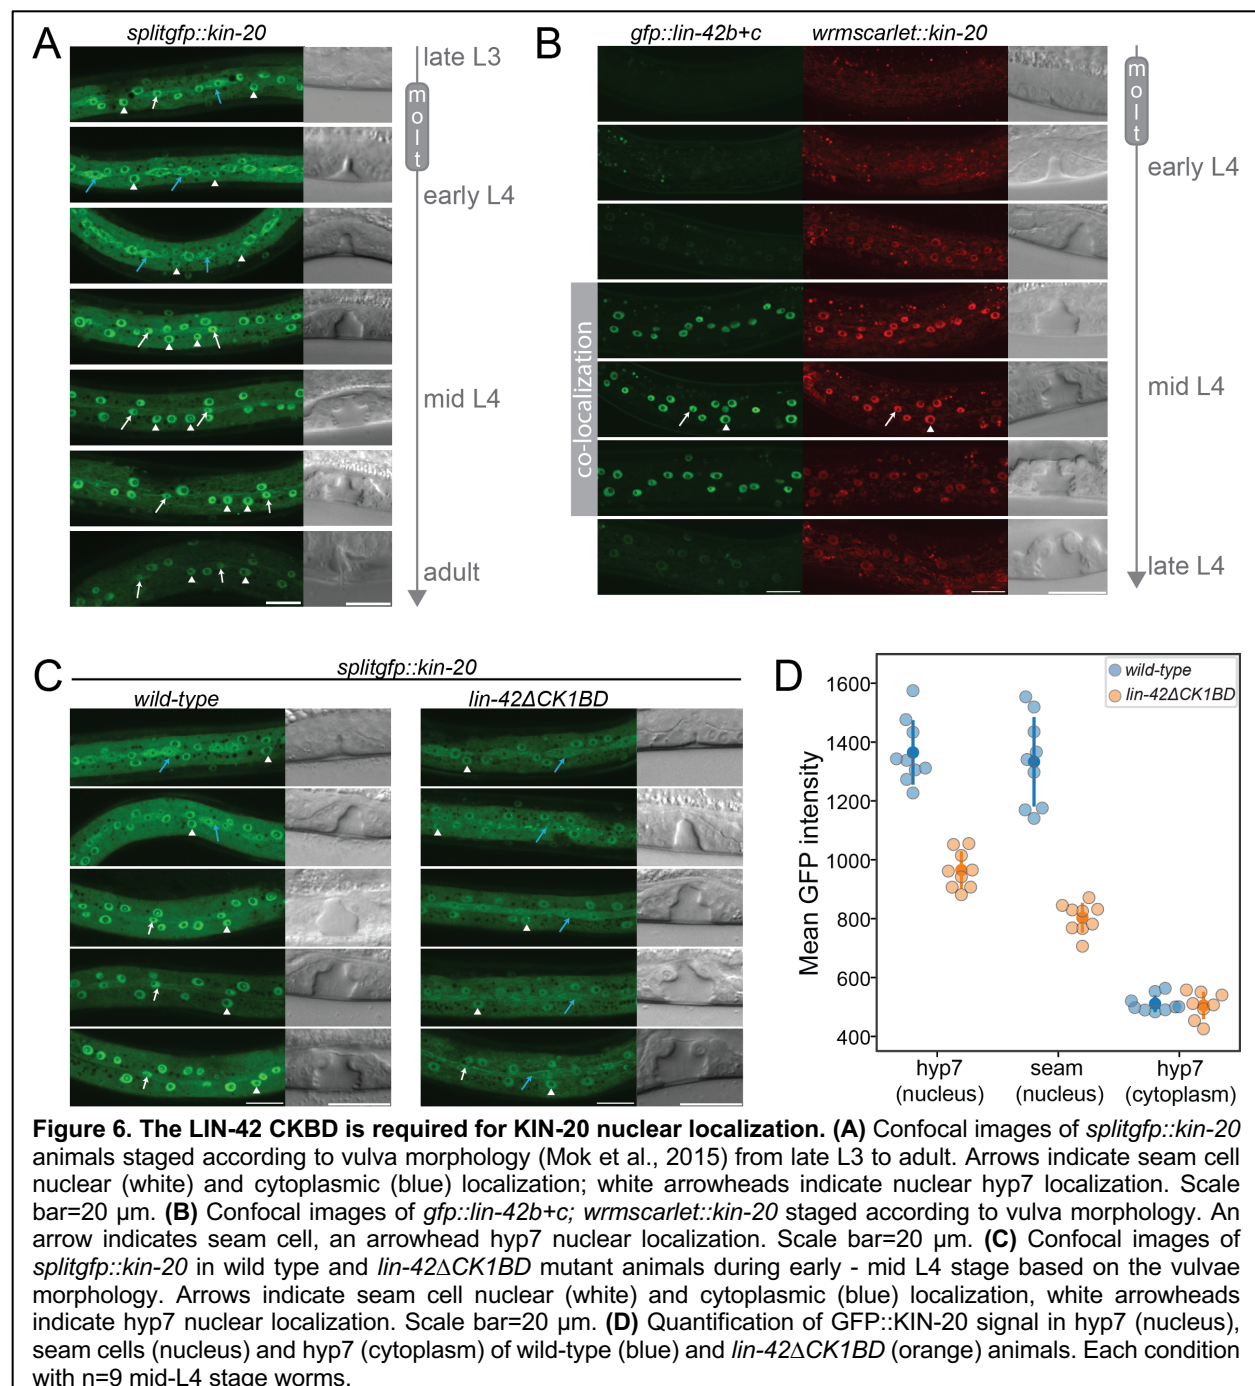 A
splitgfp::kin-20
late L3
molt
early L4
mid L4
adult
B
gfp::lin-42b+c
wrmscarlet::kin-20
molt
early L4
co-localization
mid L4
late L4
C
splitgfp::kin-20
wild-type
lin-42ΔCK1BD
D
wild-type
lin-42ΔCK1BD
Mean GFP intensity
1600
1400
1200
1000
800
600
400
hyp7
(nucleus)
seam
(nucleus)
hyp7
(cytoplasm)
Figure 6. The LIN-42 CKBD is required for KIN-20 nuclear localization. (A) Confocal images of splitgfp::kin-20
animals staged according to vulva morphology (Mok et al., 2015) from late L3 to adult. Arrows indicate seam cell
nuclear (white) and cytoplasmic (blue) localization; white arrowheads indicate nuclear hyp7 localization. Scale
bar=20 µm. (B) Confocal images of gfp::lin-42b+c; wrmscarlet::kin-20 staged according to vulva morphology. An
arrow indicates seam cell, an arrowhead hyp7 nuclear localization. Scale bar=20 µm. (C) Confocal images of
splitgfp::kin-20 in wild type and lin-42ΔCK1BD mutant animals during early - mid L4 stage based on the vulvae
morphology. Arrows indicate seam cell nuclear (white) and cytoplasmic (blue) localization, white arrowheads
indicate hyp7 nuclear localization. Scale bar=20 µm. (D) Quantification of GFP::KIN-20 signal in hyp7 (nucleus),
seam cells (nucleus) and hyp7 (cytoplasm) of wild-type (blue) and lin-42ΔCK1BD (orange) animals. Each condition
with n=9 mid-L4 stage worms.